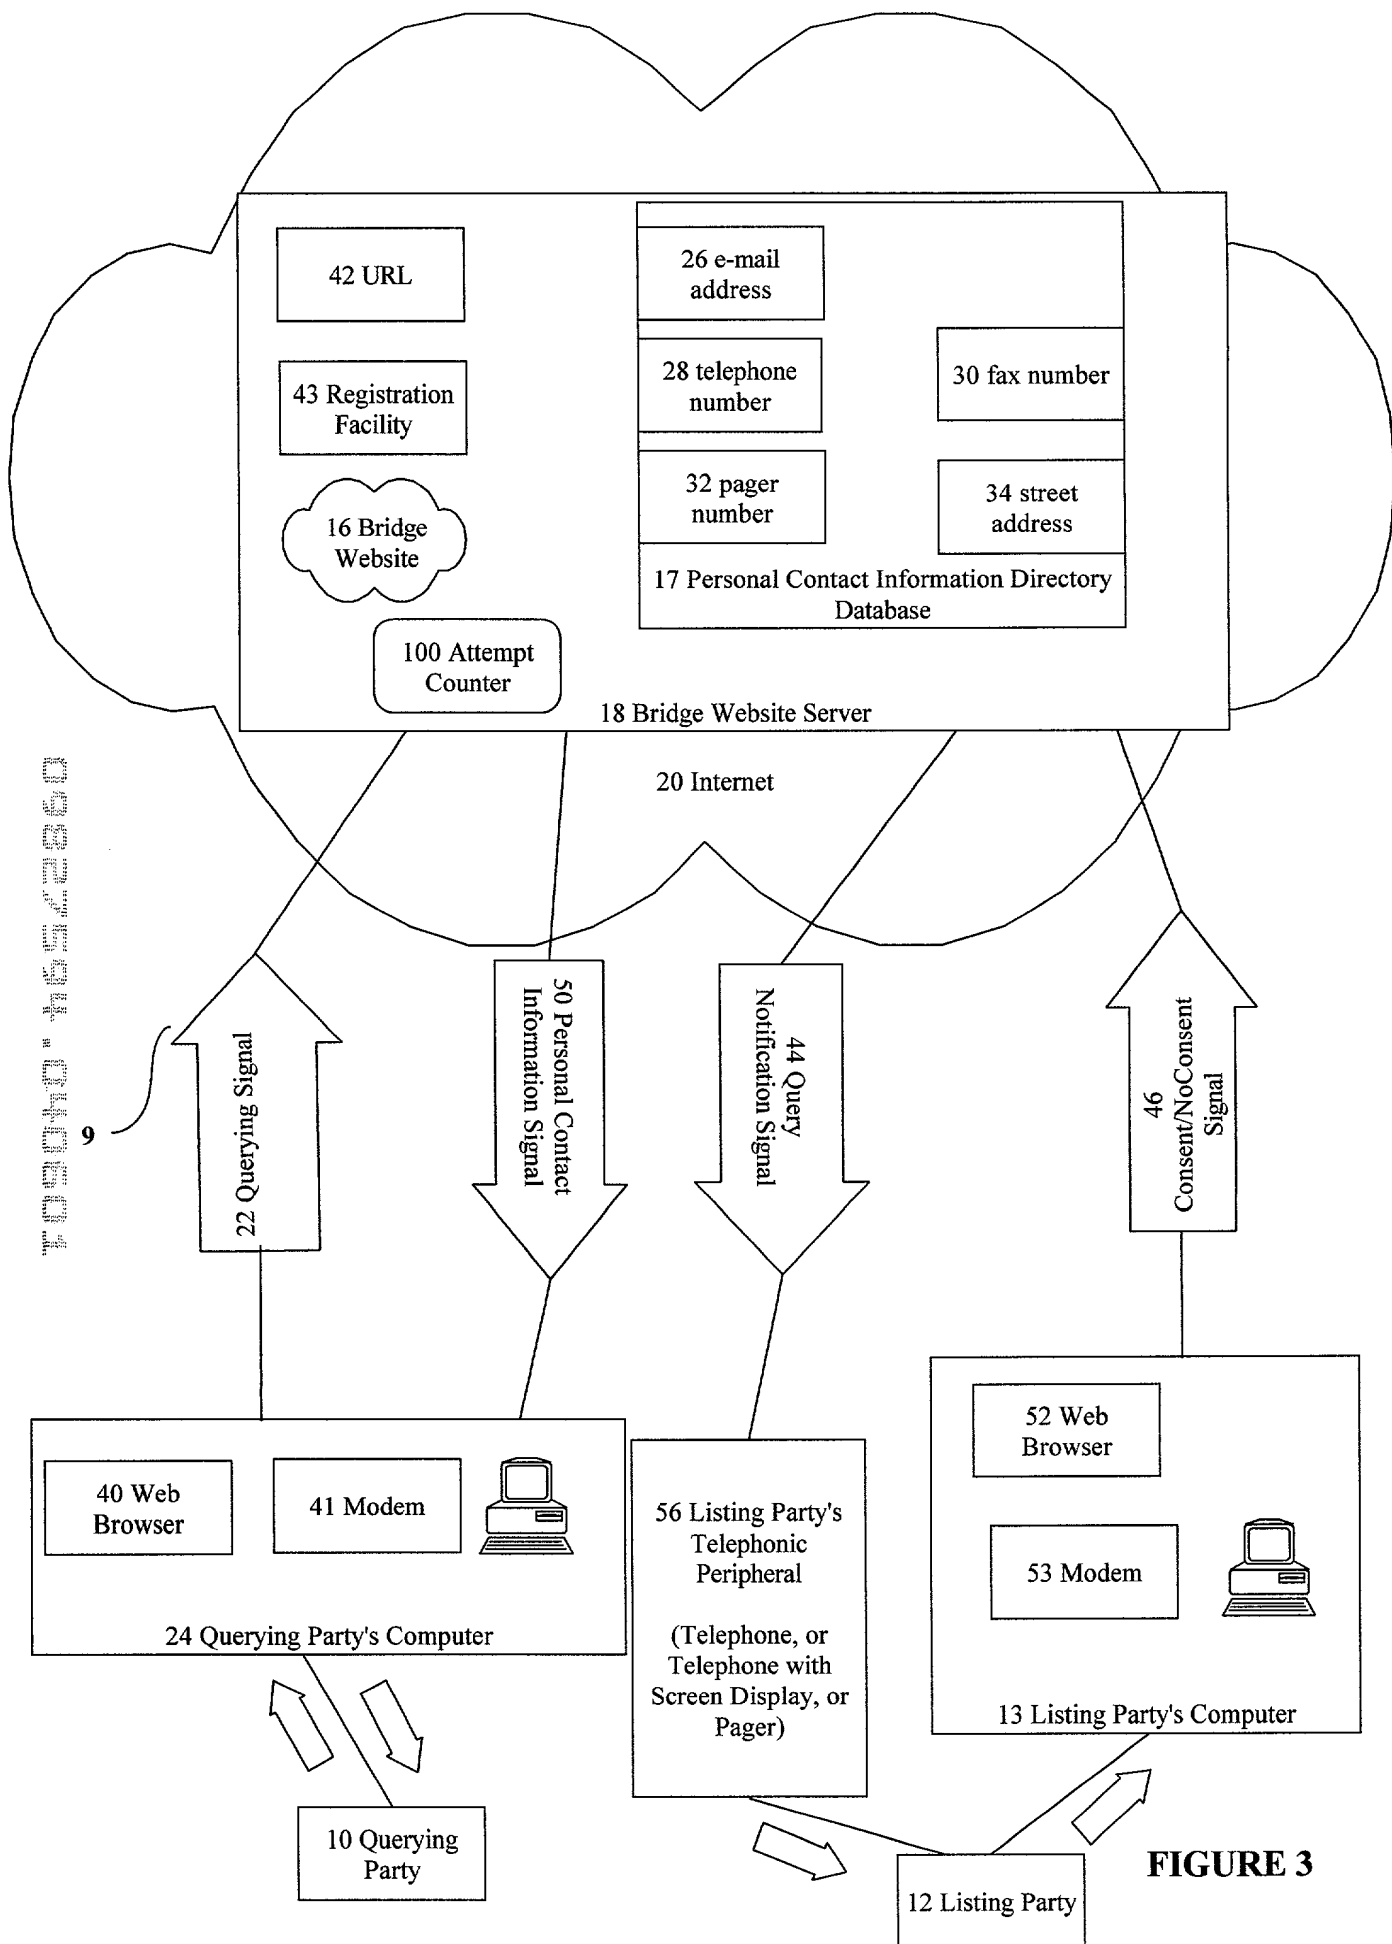 42 URL
26 e-mail
address
43 Registration
Facility
28 telephone
number
30 fax number
16 Bridge
Website
32 pager
number
34 street
address
17 Personal Contact Information Directory
Database
100 Attempt
Counter
18 Bridge Website Server
20 Internet
09827564.040501
9
22 Querying Signal
50 Personal Contact
Information Signal
44 Query
Notification Signal
46
Consent/NoConsent
Signal
40 Web
Browser
41 Modem
24 Querying Party's Computer
56 Listing Party's
Telephonic
Peripheral
(Telephone, or
Telephone with
Screen Display, or
Pager)
52 Web
Browser
53 Modem
13 Listing Party's Computer
10 Querying
Party
12 Listing Party
FIGURE 3